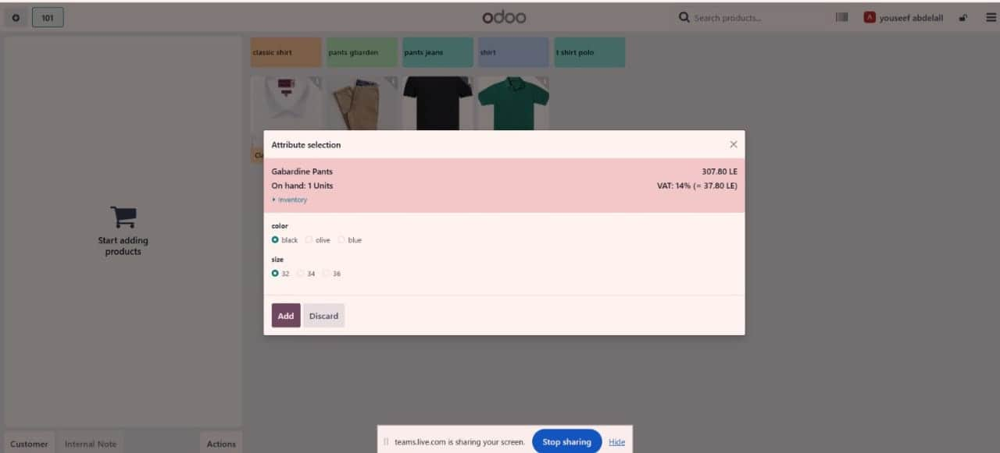 101
odoo
Search products...
A youseef abdelall
classic shirt
pants gbarden
pants jeans
shirt
t shirt polo
Attribute selection
Gabardine Pants
307.80 LE
On hand: 1 Units
VAT: 14% (= 37.80 LE)
Inventory
color
black olive blue
size
32 34 36
Add Discard
Start adding
products
Customer Internal Note Actions
teams.live.com is sharing your screen. Stop sharing Hide